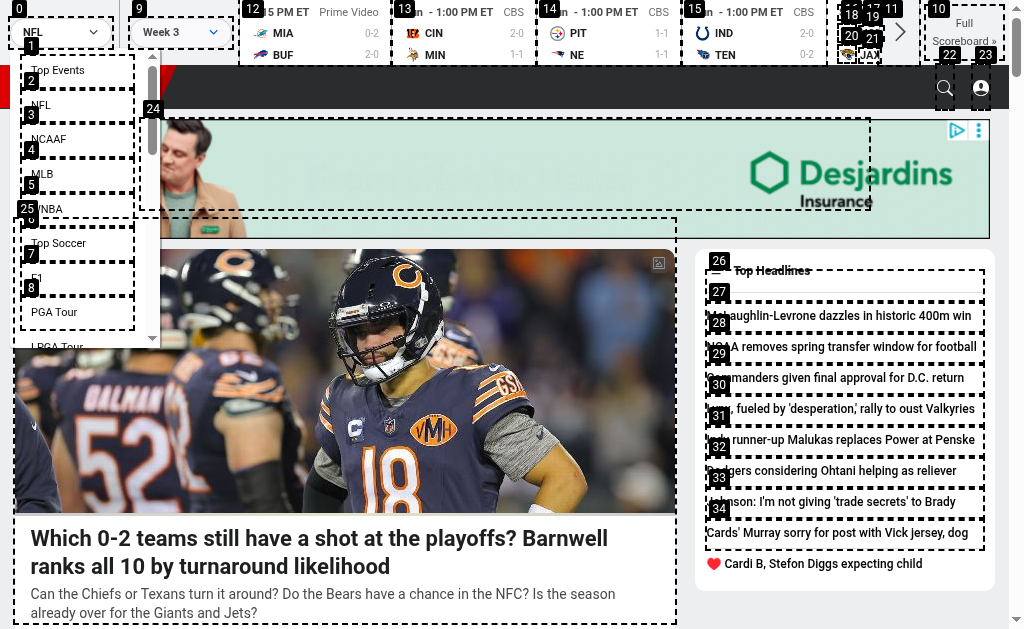 NFL
Week 3
15 PM ET Prime Video
MIA 0-2
BUF 2-0
- 1:00 PM ET CBS
CIN 2-0
MIN 1-1
- 1:00 PM ET CBS
PIT 1-1
NE 1-1
- 1:00 PM ET CBS
IND 2-0
TEN 0-2
JAX
Full
Scoreboard »
0
9
12
13
14
15
18
19
11
20
21
10
22
23
1
Top Events
2
NFL
3
NCAAF
4
MLB
5
WNBA
Top Soccer
7
F1
8
PGA Tour
LPGA Tour
24
25
Desjardins
Insurance
DALMAN
52
C
VMH
18
GSH
Which 0-2 teams still have a shot at the playoffs? Barnwell
ranks all 10 by turnaround likelihood
Can the Chiefs or Texans turn it around? Do the Bears have a chance in the NFC? Is the season
already over for the Giants and Jets?
26
Top Headlines
27
McLaughlin-Levrone dazzles in historic 400m win
28
NCAA removes spring transfer window for football
29
Commanders given final approval for D.C. return
30
fueled by 'desperation,' rally to oust Valkyries
31
Indy runner-up Malukas replaces Power at Penske
32
Dodgers considering Ohtani helping as reliever
33
Johnson: I'm not giving 'trade secrets' to Brady
34
Cards' Murray sorry for post with Vick jersey, dog
Cardi B, Stefon Diggs expecting child